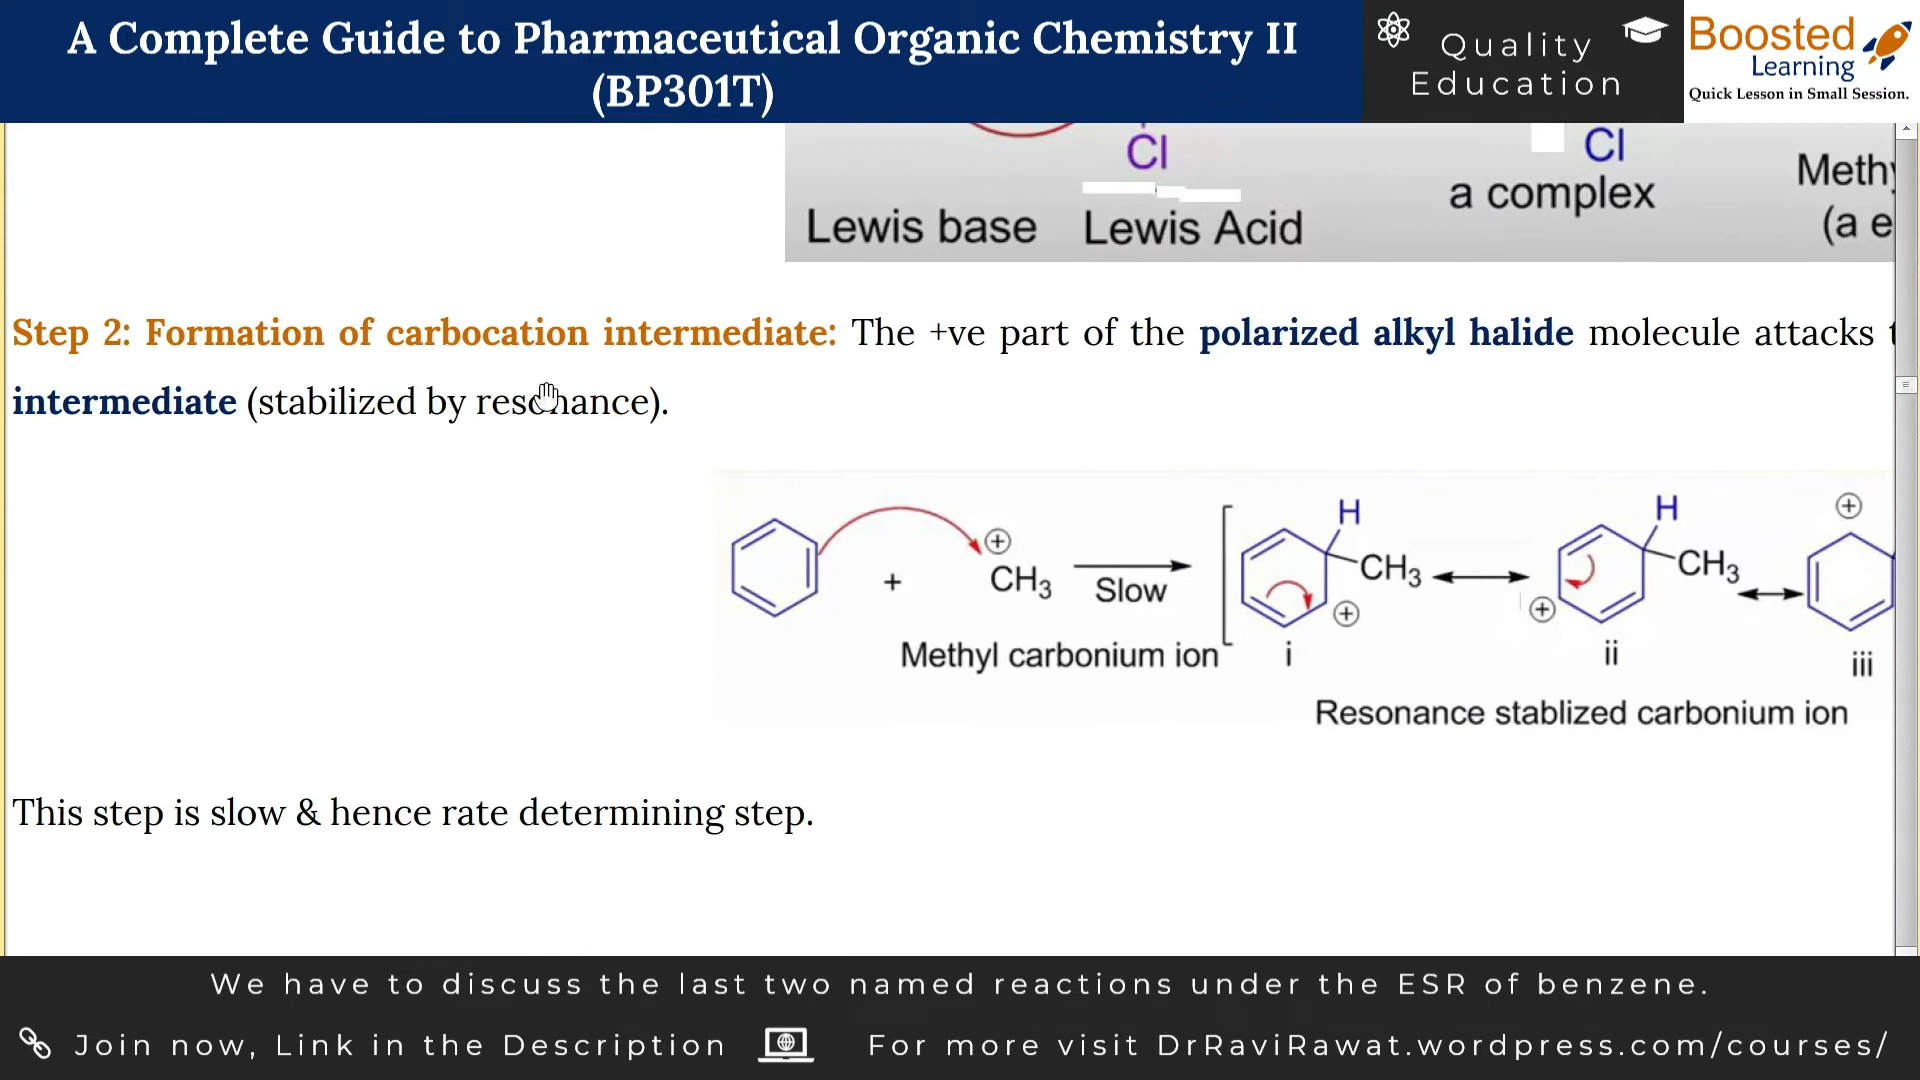 A Complete Guide to Pharmaceutical Organic Chemistry II
(BP301T)
Quality
Education
Boosted
Learning
Quick Lesson in Small Session.
Cl
Cl
Methy
a complex
(a e
Lewis base
Lewis Acid
Step 2: Formation of carbocation intermediate: The +ve part of the polarized alkyl halide molecule attacks t
intermediate (stabilized by resonance).
H
H
⊕
⊕
+
CH3
Slow
CH3
CH3
⊕
⊕
Methyl carbonium ion
i
ii
iii
Resonance stablized carbonium ion
This step is slow & hence rate determining step.
We have to discuss the last two named reactions under the ESR of benzene.
Join now, Link in the Description
For more visit DrRaviRawat.wordpress.com/courses/